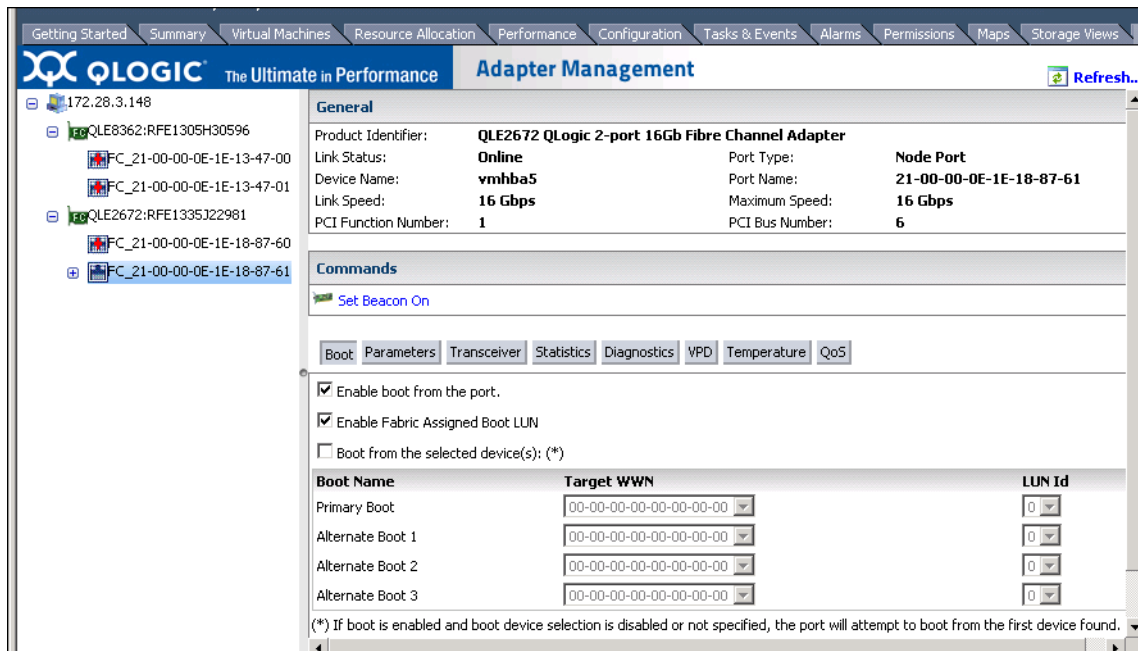 Getting Started Summary Virtual Machines Resource Allocation Performance Configuration Tasks & Events Alarms Permissions Maps Storage Views
QLOGIC The Ultimate in Performance Adapter Management Refresh..
172.28.3.148
QLE8362:RFE1305H30596
FC_21-00-00-0E-1E-13-47-00
FC_21-00-00-0E-1E-13-47-01
QLE2672:RFE1335J22981
FC_21-00-00-0E-1E-18-87-60
FC_21-00-00-0E-1E-18-87-61
General
Product Identifier: QLE2672 QLogic 2-port 16Gb Fibre Channel Adapter
Link Status: Online Port Type: Node Port
Device Name: vmhba5 Port Name: 21-00-00-0E-1E-18-87-61
Link Speed: 16 Gbps Maximum Speed: 16 Gbps
PCI Function Number: 1 PCI Bus Number: 6
Commands
Set Beacon On
Boot Parameters Transceiver Statistics Diagnostics VPD Temperature QoS
Enable boot from the port.
Enable Fabric Assigned Boot LUN
Boot from the selected device(s): (*)
Boot Name Target WWN LUN Id
Primary Boot 00-00-00-00-00-00-00-00 0
Alternate Boot 1 00-00-00-00-00-00-00-00 0
Alternate Boot 2 00-00-00-00-00-00-00-00 0
Alternate Boot 3 00-00-00-00-00-00-00-00 0
(*) If boot is enabled and boot device selection is disabled or not specified, the port will attempt to boot from the first device found.